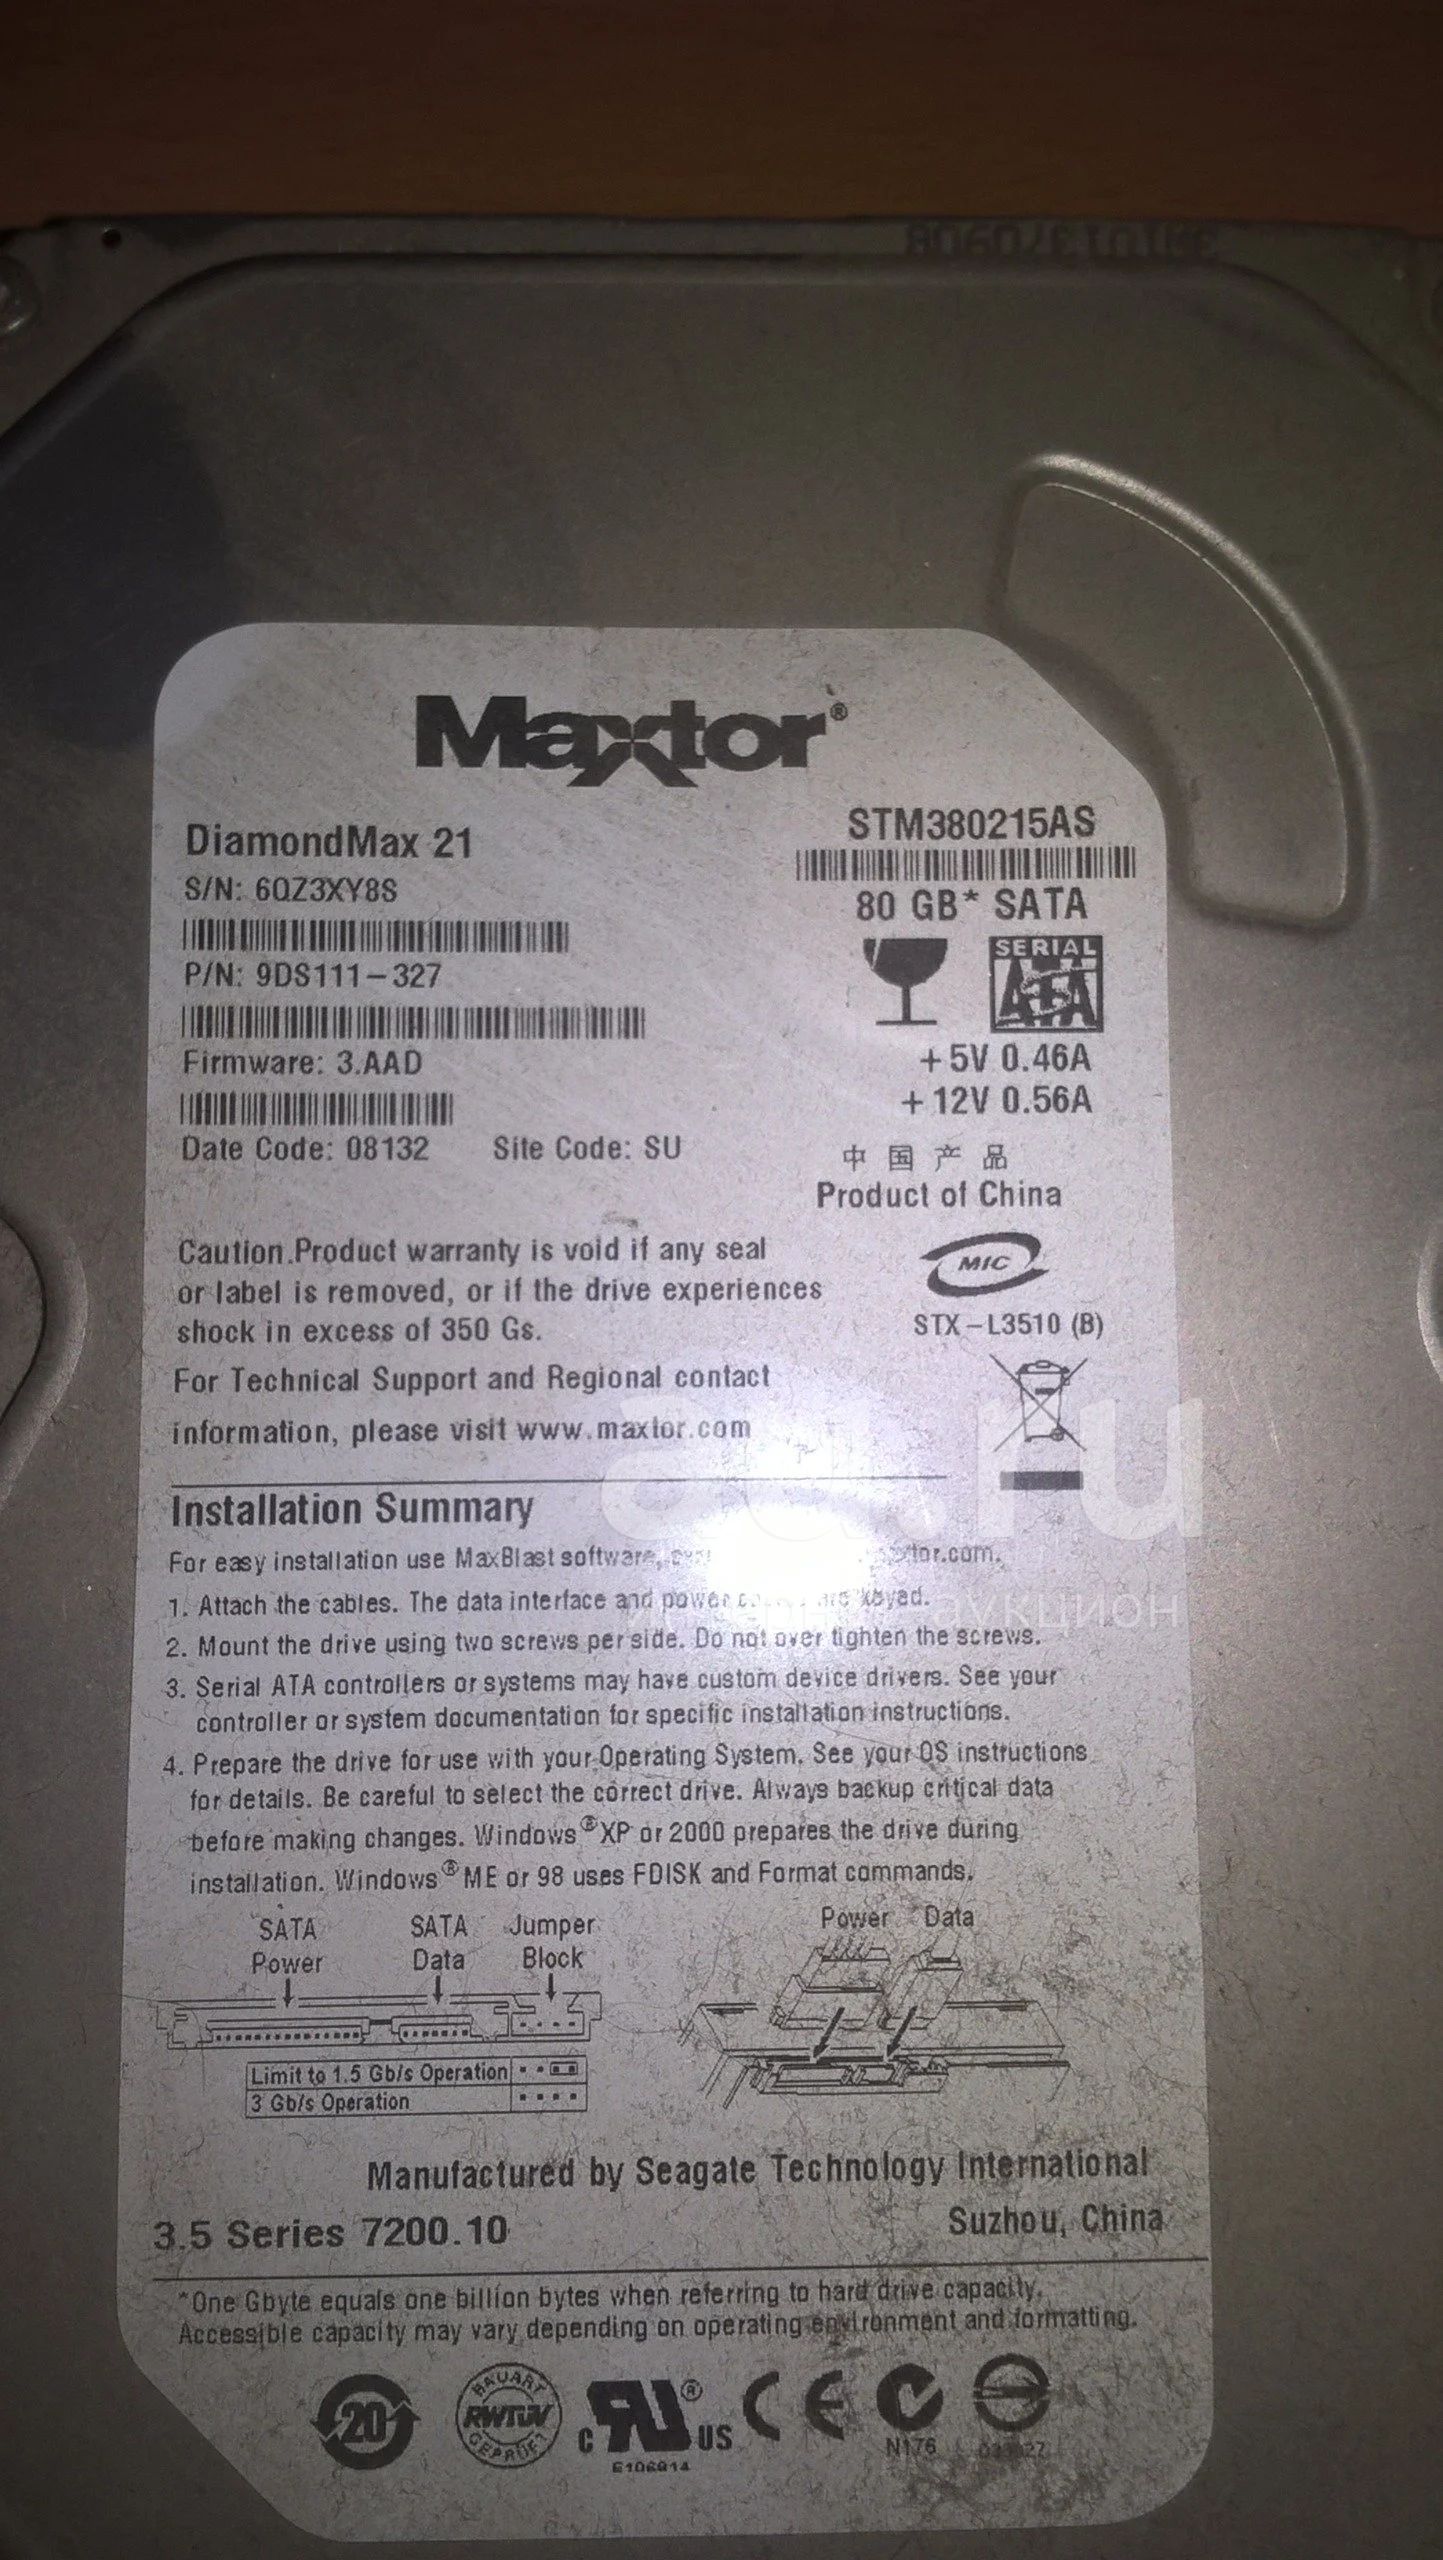 Maxtor®
DiamondMax 21
STM380215AS
S/N: 6QZ3XY8S
80 GB* SATA
P/N: 9DS111-327
SERIAL
ATA
Firmware: 3.AAD
+5V 0.46A
+12V 0.56A
Date Code: 08132 Site Code: SU
中国产品
Product of China
Caution.Product warranty is void if any seal
or label is removed, or if the drive experiences
shock in excess of 350 Gs.
MIC
STX-L3510 (B)
For Technical Support and Regional contact
information, please visit www.maxtor.com
au.ru
Installation Summary
For easy installation use MaxBlast software,
1. Attach the cables. The data interface and power are keyed.
аукцион
2. Mount the drive using two screws per side. Do not over tighten the screws.
3. Serial ATA controllers or systems may have custom device drivers. See your
controller or system documentation for specific installation instructions.
4. Prepare the drive for use with your Operating System. See your OS instructions
for details. Be careful to select the correct drive. Always backup critical data
before making changes. Windows® XP or 2000 prepares the drive during
installation. Windows® ME or 98 uses FDISK and Format commands.
SATA Power
SATA Data
Jumper Block
Power Data
Limit to 1.5 Gb/s Operation
3 Gb/s Operation
Manufactured by Seagate Technology International
3.5 Series 7200.10
Suzhou, China
*One Gbyte equals one billion bytes when referring to hard drive capacity.
Accessible capacity may vary depending on operating environment and formatting.
20
BAUART
RWTÜV
GEPRÜFT
c RU® US
E106814
CE
N176